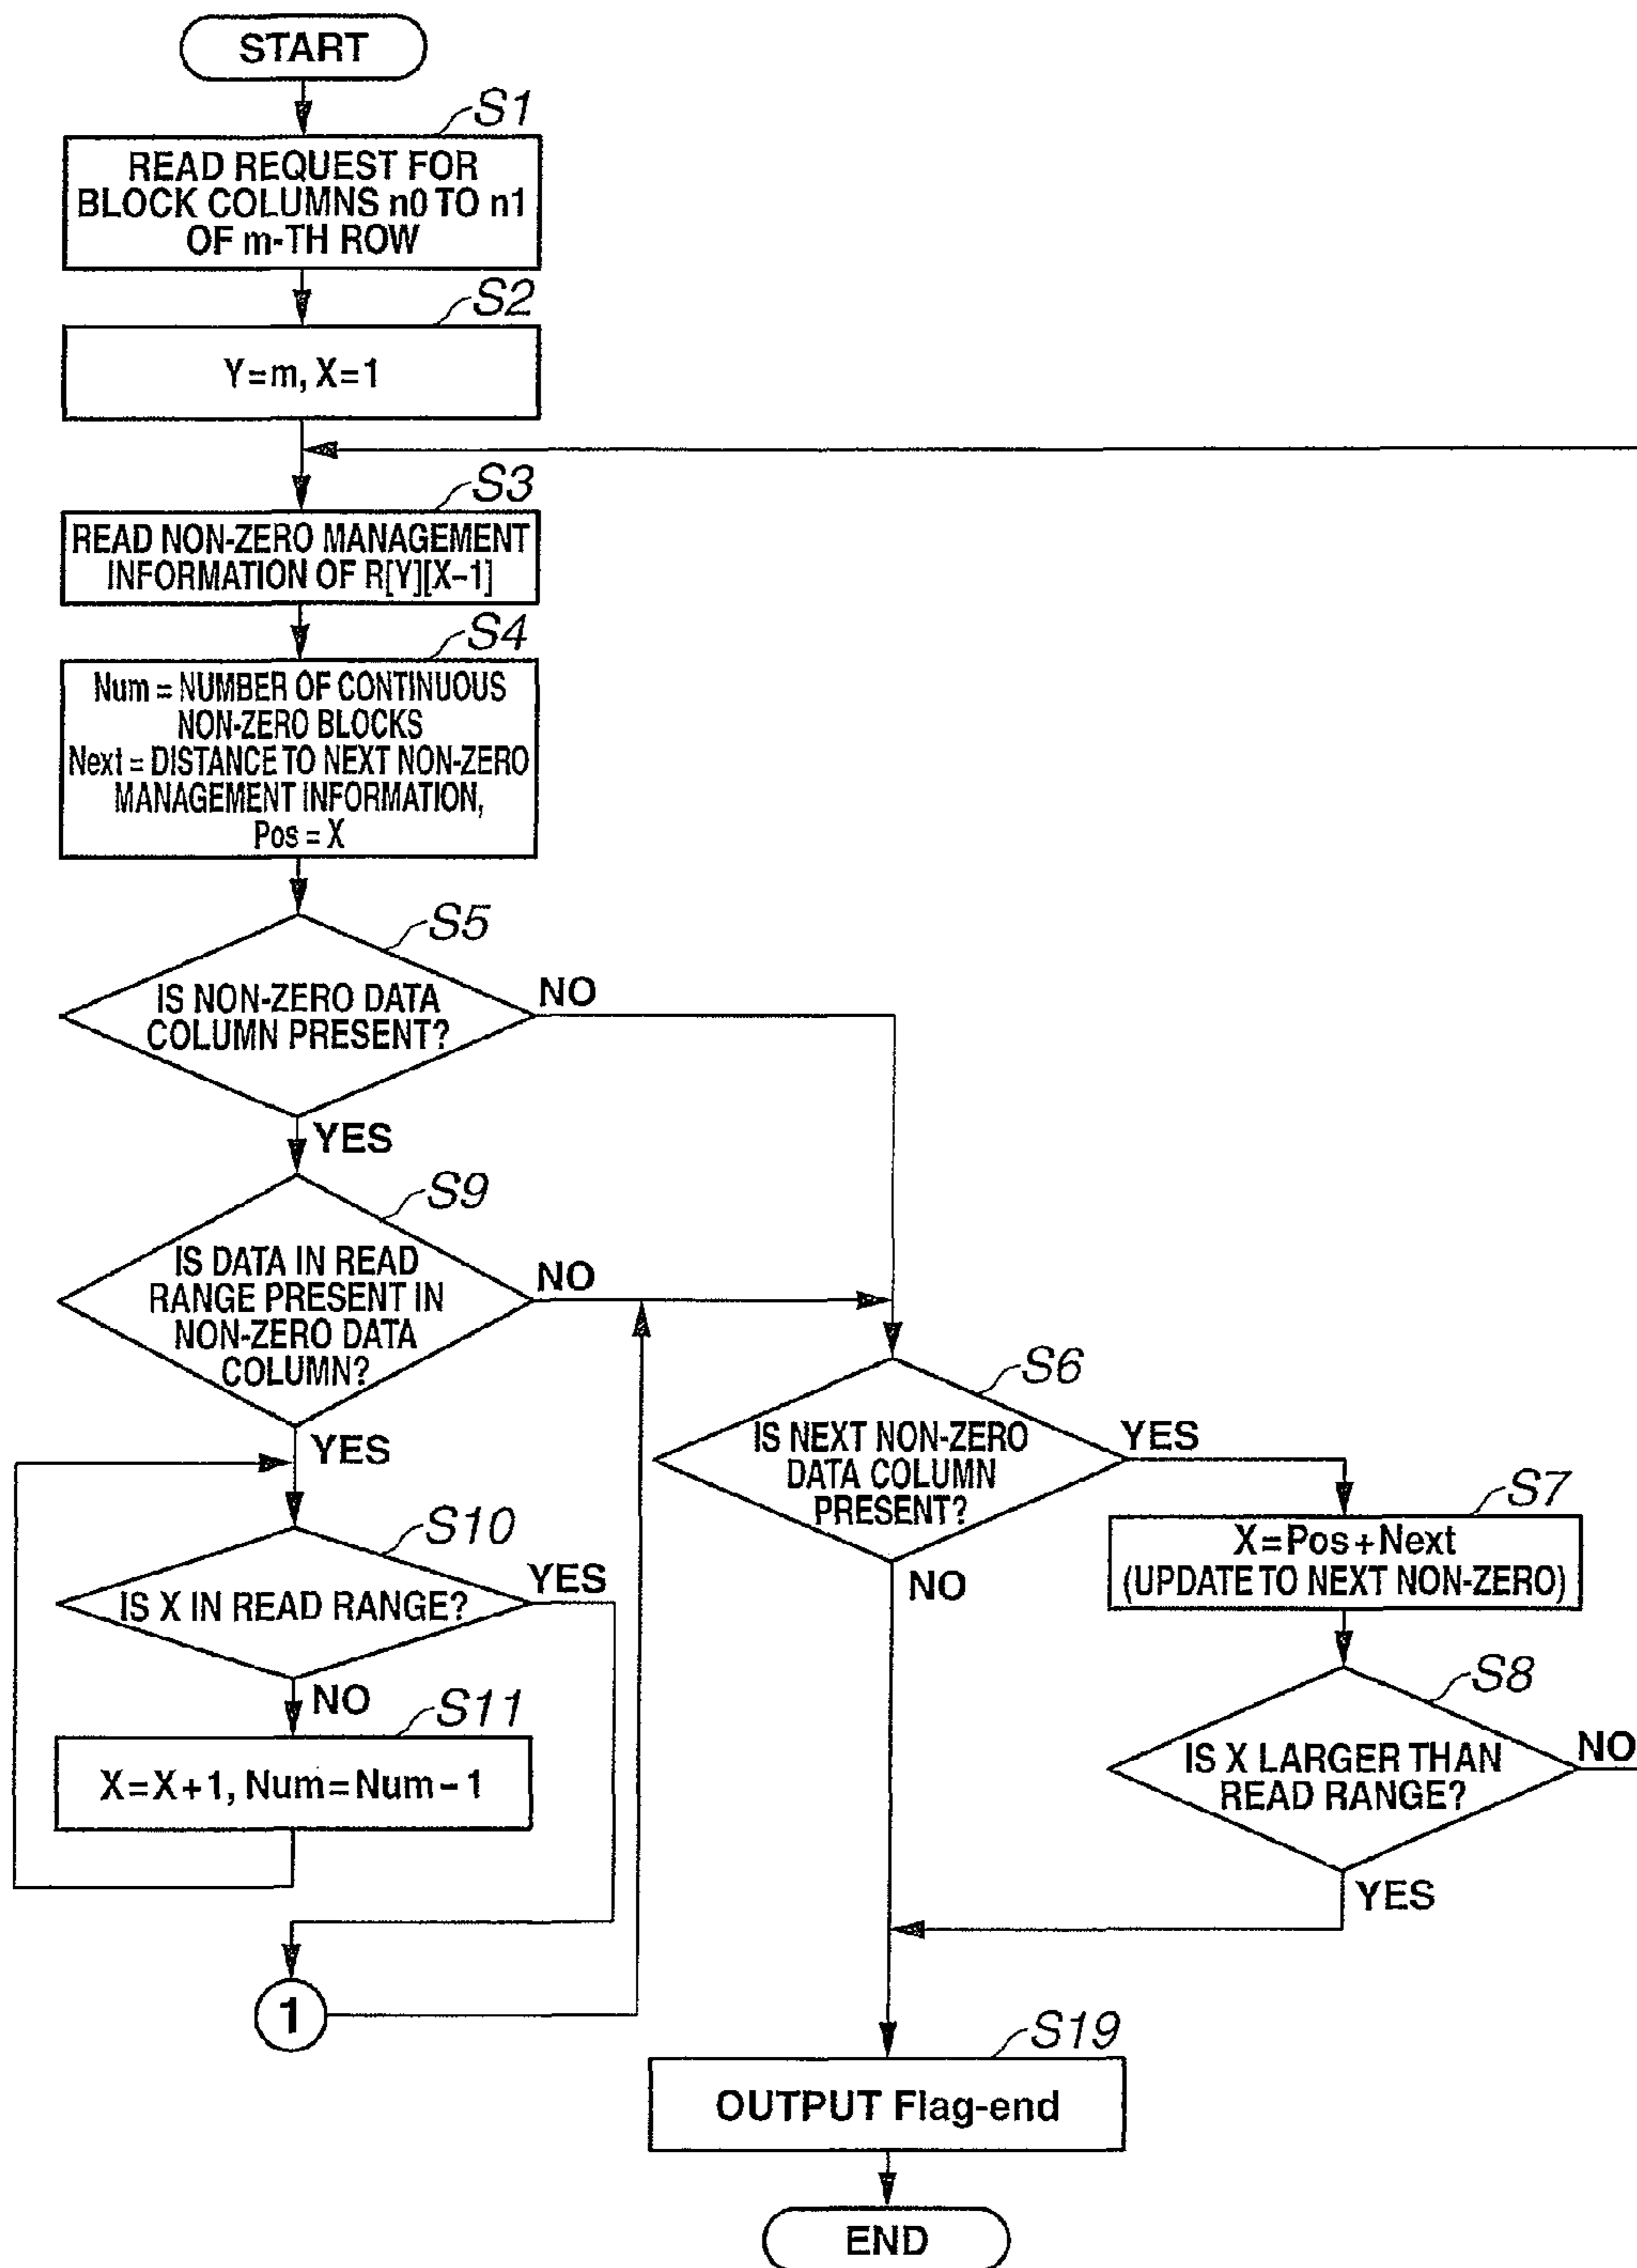 START
S1
READ REQUEST FOR
BLOCK COLUMNS n0 TO n1
OF m-TH ROW
S2
Y=m, X=1
S3
READ NON-ZERO MANAGEMENT
INFORMATION OF R[Y][X-1]
S4
Num = NUMBER OF CONTINUOUS
NON-ZERO BLOCKS
Next = DISTANCE TO NEXT NON-ZERO
MANAGEMENT INFORMATION,
Pos = X
S5
IS NON-ZERO DATA
COLUMN PRESENT?
NO
YES
S9
IS DATA IN READ
RANGE PRESENT IN
NON-ZERO DATA
COLUMN?
NO
YES
S6
IS NEXT NON-ZERO
DATA COLUMN
PRESENT?
YES
NO
S7
X=Pos+Next
(UPDATE TO NEXT NON-ZERO)
S10
IS X IN READ RANGE?
YES
NO
S8
IS X LARGER THAN
READ RANGE?
NO
YES
S11
X=X+1, Num=Num-1
1
S19
OUTPUT Flag-end
END